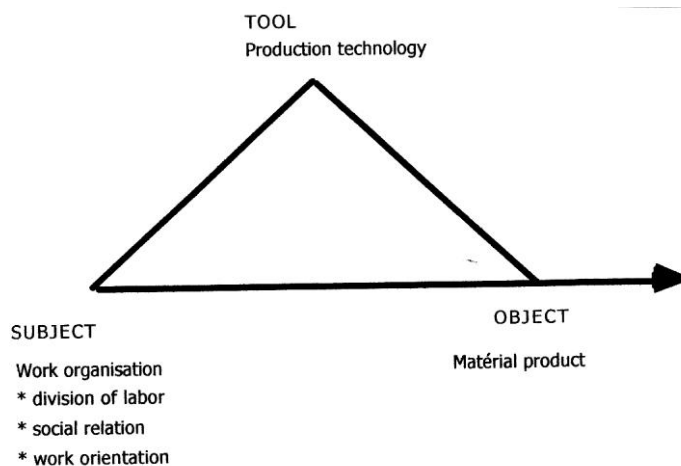 TOOL
Production technology
SUBJECT
OBJECT
Work organisation
* division of labor
* social relation
* work orientation
Matérial product